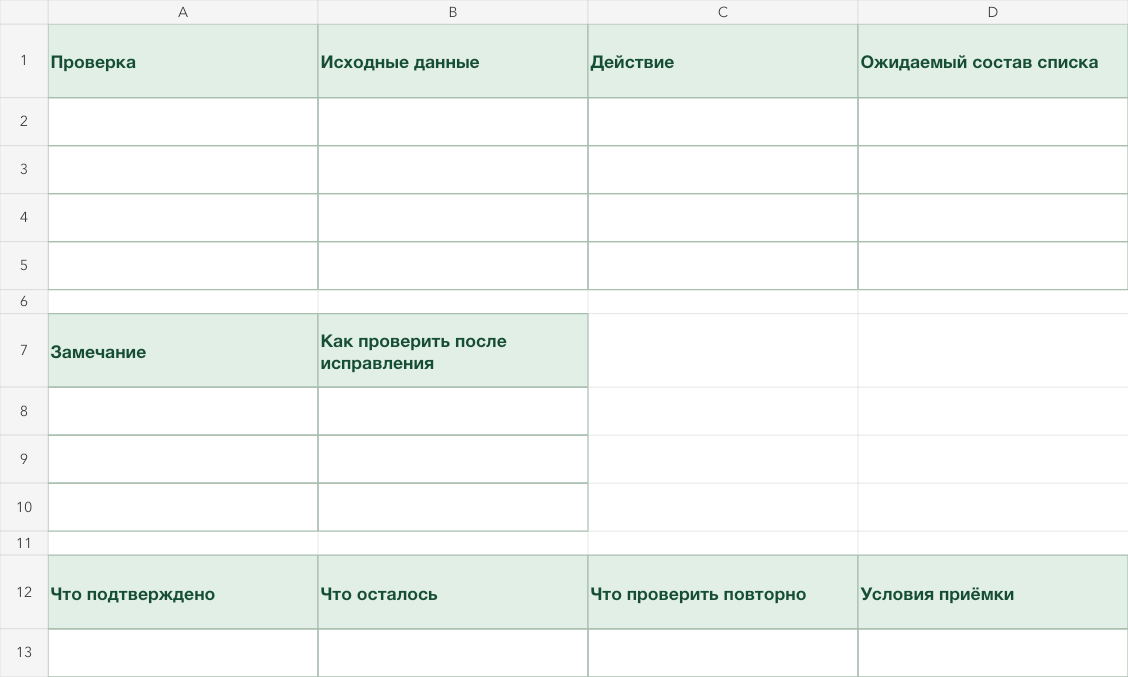 A B C D
1 Проверка Исходные данные Действие Ожидаемый состав списка
2
3
4
5
6
7 Замечание Как проверить после
исправления
8
9
10
11
12 Что подтверждено Что осталось Что проверить повторно Условия приёмки
13